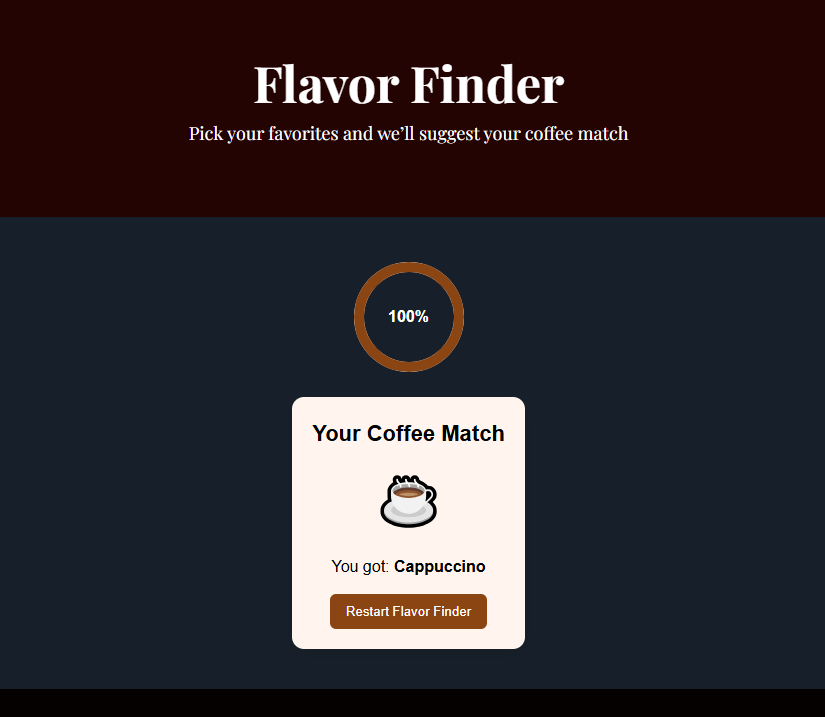 Flavor Finder
Pick your favorites and we’ll suggest your coffee match
100%
Your Coffee Match
You got: Cappuccino
Restart Flavor Finder